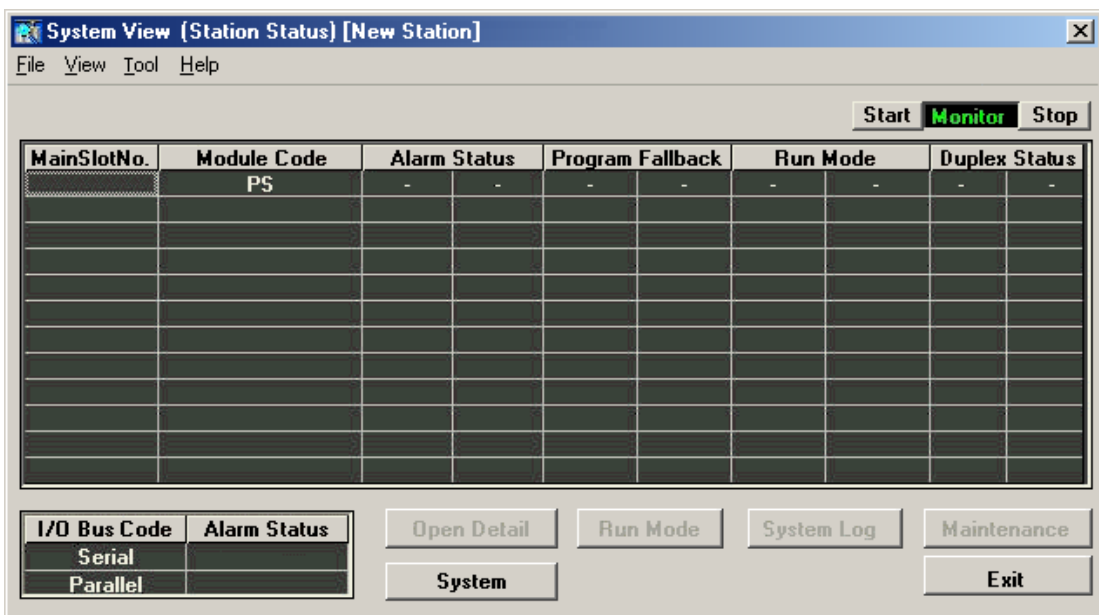 System View (Station Status) [New Station]
File View Tool Help
Start Monitor Stop
MainSlotNo. Module Code Alarm Status Program Fallback Run Mode Duplex Status
PS - - - - - - - -
I/O Bus Code Alarm Status
Serial
Parallel
Open Detail Run Mode System Log Maintenance
System Exit